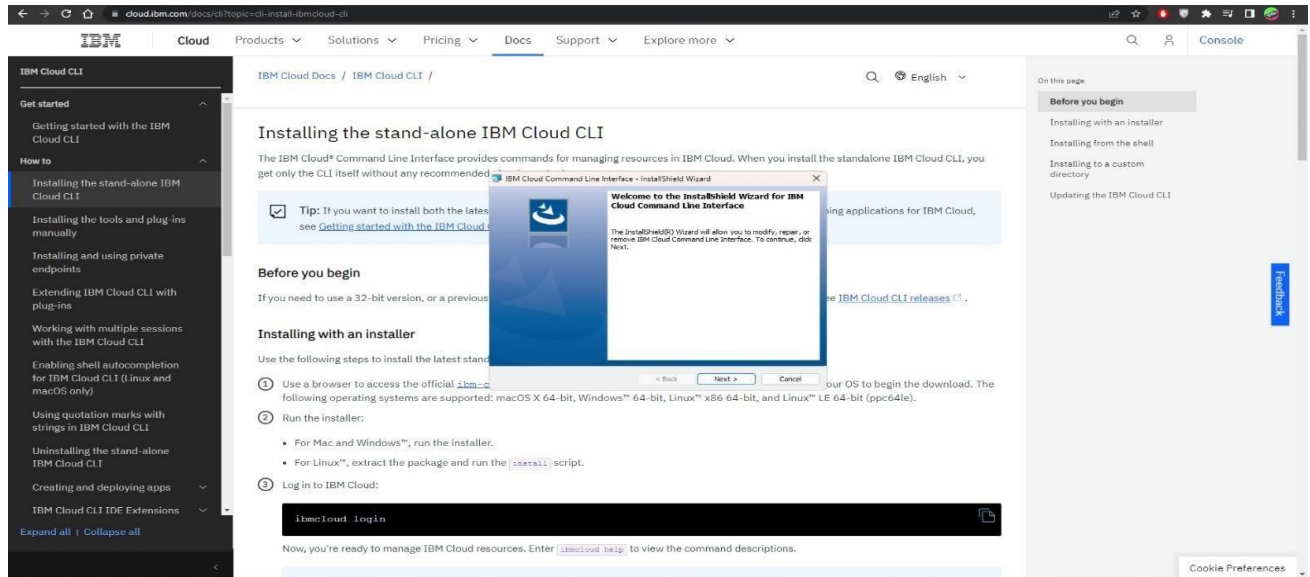 cloud.ibm.com/docs/cli?topic=cli-install-ibmcloud-cli
IBM Cloud Products Solutions Pricing Docs Support Explore more Console
IBM Cloud CLI
Get started
Getting started with the IBM
Cloud CLI
How to
Installing the stand-alone IBM
Cloud CLI
Installing the tools and plug-ins
manually
Installing and using private
endpoints
Extending IBM Cloud CLI with
plug-ins
Working with multiple sessions
with the IBM Cloud CLI
Enabling shell autocompletion
for IBM Cloud CLI (Linux and
macOS only)
Using quotation marks with
strings in IBM Cloud CLI
Uninstalling the stand-alone
IBM Cloud CLI
Creating and deploying apps
IBM Cloud CLI IDE Extensions
Expand all | Collapse all
IBM Cloud Docs / IBM Cloud CLI / English
Installing the stand-alone IBM Cloud CLI
The IBM Cloud® Command Line Interface provides commands for managing resources in IBM Cloud. When you install the standalone IBM Cloud CLI, you
get only the CLI itself without any recommended
Tip: If you want to install both the lates ing applications for IBM Cloud,
see Getting started with the IBM Cloud
Before you begin
If you need to use a 32-bit version, or a previous ee IBM Cloud CLI releases .
Installing with an installer
Use the following steps to install the latest stand
1 Use a browser to access the official ibm-c our OS to begin the download. The
following operating systems are supported: macOS X 64-bit, Windows™ 64-bit, Linux™ x86 64-bit, and Linux™ LE 64-bit (ppc64le).
2 Run the installer:
• For Mac and Windows™, run the installer.
• For Linux™, extract the package and run the install script.
3 Log in to IBM Cloud:
ibmcloud login
Now, you're ready to manage IBM Cloud resources. Enter ibmcloud help to view the command descriptions.
IBM Cloud Command Line Interface - InstallShield Wizard
Welcome to the InstallShield Wizard for IBM
Cloud Command Line Interface
The InstallShield(R) Wizard will allow you to modify, repair, or
remove IBM Cloud Command Line Interface. To continue, click
Next.
< Back Next > Cancel
On this page
Before you begin
Installing with an installer
Installing from the shell
Installing to a custom
directory
Updating the IBM Cloud CLI
Feedback
Cookie Preferences